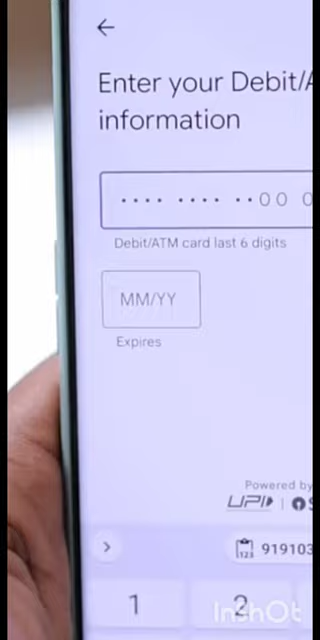 Enter your Debit/A
information
•••• •••• ••00 0
Debit/ATM card last 6 digits
MM/YY
Expires
Powered by
UPI | S
919103
1 2
InShOt